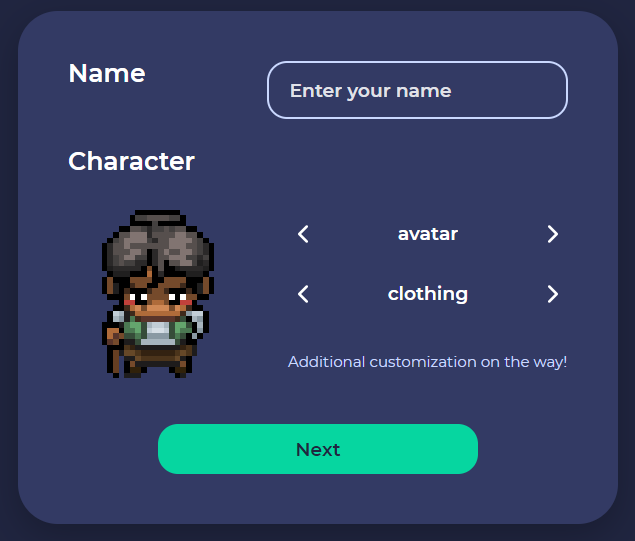 Name
Enter your name
Character
avatar
clothing
Additional customization on the way!
Next